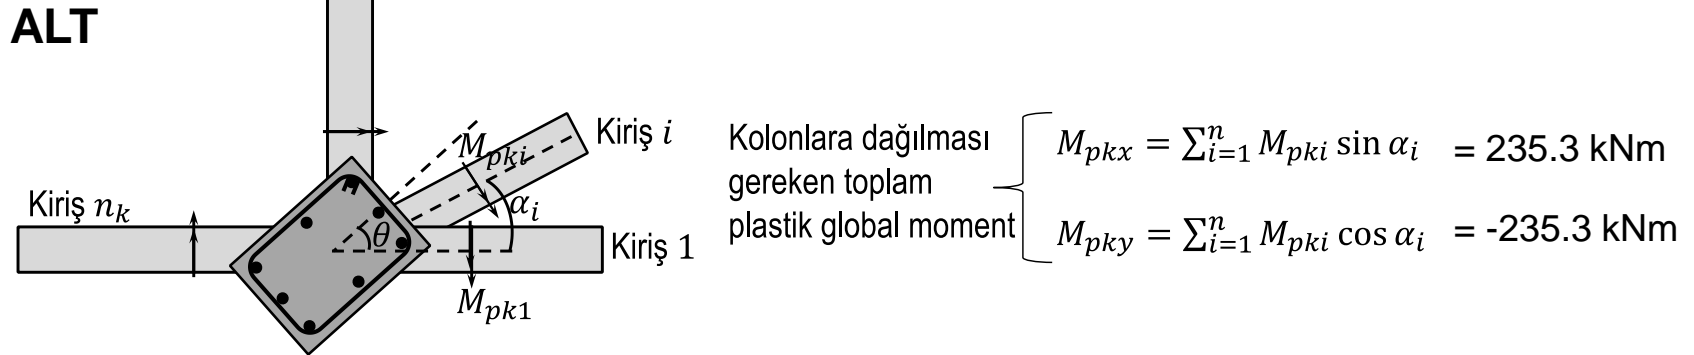 ALT
Kiriş i
M_pki
α_i
Kiriş n_k
θ
Kiriş 1
M_pk1
Kolonlara dağılması
gereken toplam
plastik global moment
M_pkx = ∑_{i=1}^{n} M_pki sin α_i = 235.3 kNm
M_pky = ∑_{i=1}^{n} M_pki cos α_i = -235.3 kNm